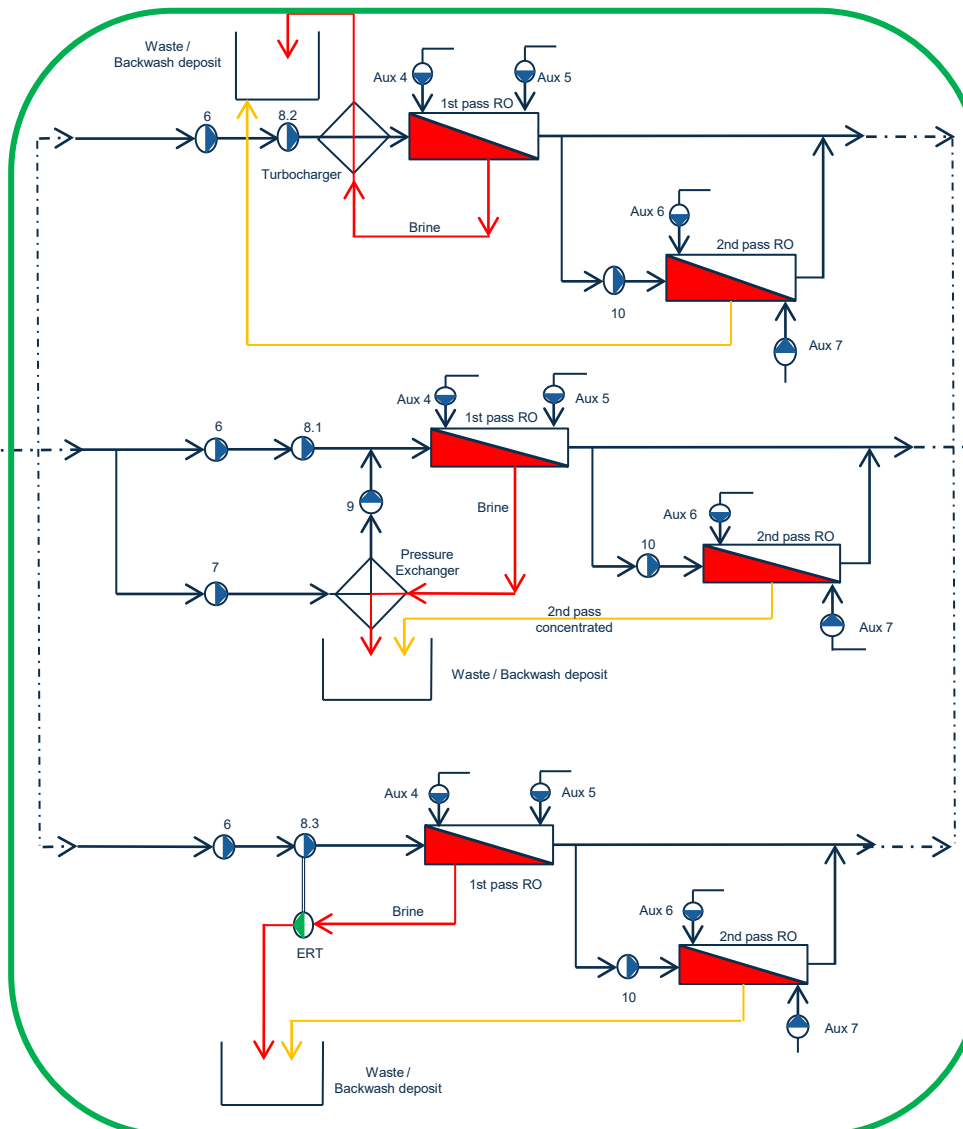 Waste /
Backwash deposit
Aux 4
Aux 5
1st pass RO
6
8.2
Turbocharger
Brine
Aux 6
2nd pass RO
10
Aux 7
Aux 4
Aux 5
1st pass RO
6
8.1
Brine
9
Aux 6
2nd pass RO
10
Pressure
Exchanger
7
2nd pass
concentrated
Aux 7
Waste / Backwash deposit
Aux 4
Aux 5
6
8.3
1st pass RO
Brine
Aux 6
2nd pass RO
ERT
10
Aux 7
Waste /
Backwash deposit